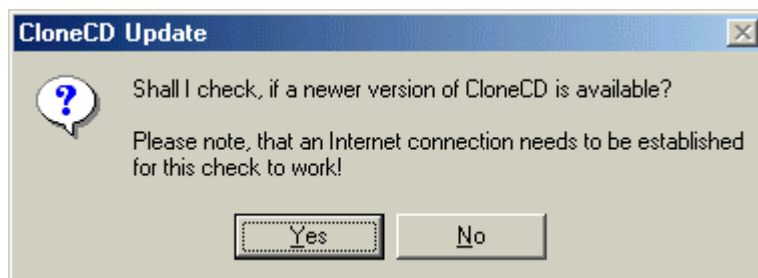 CloneCD Update
Shall I check, if a newer version of CloneCD is available?
Please note, that an Internet connection needs to be established
for this check to work!
Yes
No